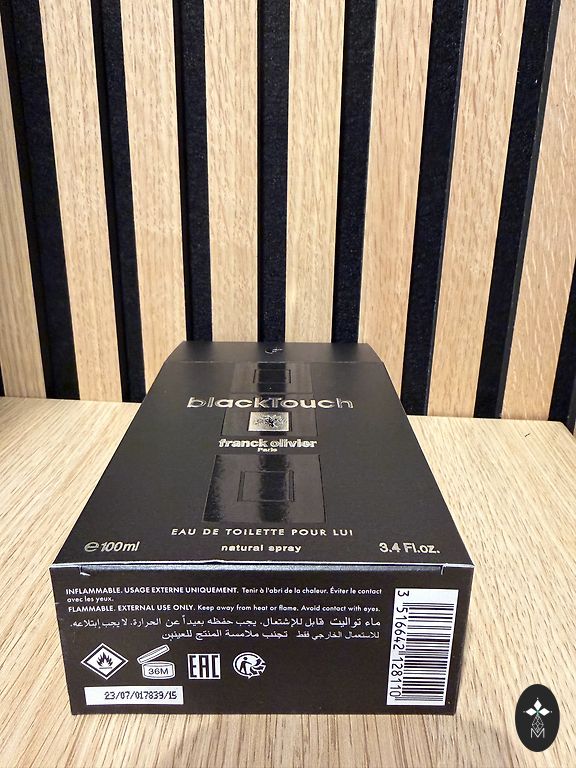 blackTouch
franck olivier
Paris
EAU DE TOILETTE POUR LUI
e100ml
natural spray
3.4 Fl.oz.
INFLAMMABLE. USAGE EXTERNE UNIQUEMENT. Tenir à l'abri de la chaleur. Éviter le contact
avec les yeux.
FLAMMABLE. EXTERNAL USE ONLY. Keep away from heat or flame. Avoid contact with eyes.
ماء تواليت قابل للإشتعال. يجب حفظه بعيداً عن الحرارة. لا يجب إبتلاعه.
للاستعمال الخارجي فقط. تجنب ملامسة المنتج للعينين
36M
EAC
23/07/017839/15
3 516642 128110
M